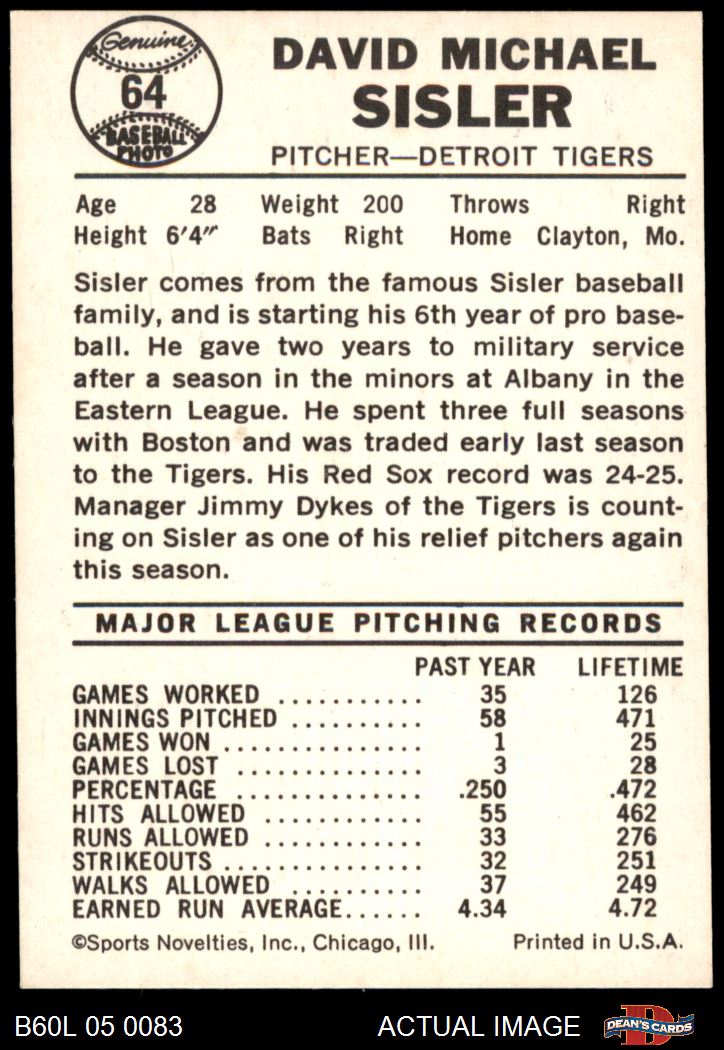 Genuine
64
BASEBALL
PHOTO
DAVID MICHAEL
SISLER
PITCHER—DETROIT TIGERS
Age 28 Weight 200 Throws Right
Height 6'4" Bats Right Home Clayton, Mo.
Sisler comes from the famous Sisler baseball
family, and is starting his 6th year of pro base-
ball. He gave two years to military service
after a season in the minors at Albany in the
Eastern League. He spent three full seasons
with Boston and was traded early last season
to the Tigers. His Red Sox record was 24-25.
Manager Jimmy Dykes of the Tigers is count-
ing on Sisler as one of his relief pitchers again
this season.
MAJOR LEAGUE PITCHING RECORDS
PAST YEAR LIFETIME
GAMES WORKED ........... 35 126
INNINGS PITCHED .......... 58 471
GAMES WON ............... 1 25
GAMES LOST .............. 3 28
PERCENTAGE .............. .250 .472
HITS ALLOWED ............ 55 462
RUNS ALLOWED ............ 33 276
STRIKEOUTS ............... 32 251
WALKS ALLOWED .......... 37 249
EARNED RUN AVERAGE...... 4.34 4.72
©Sports Novelties, Inc., Chicago, Ill. Printed in U.S.A.
B60L 05 0083 ACTUAL IMAGE DEAN'S CARDS